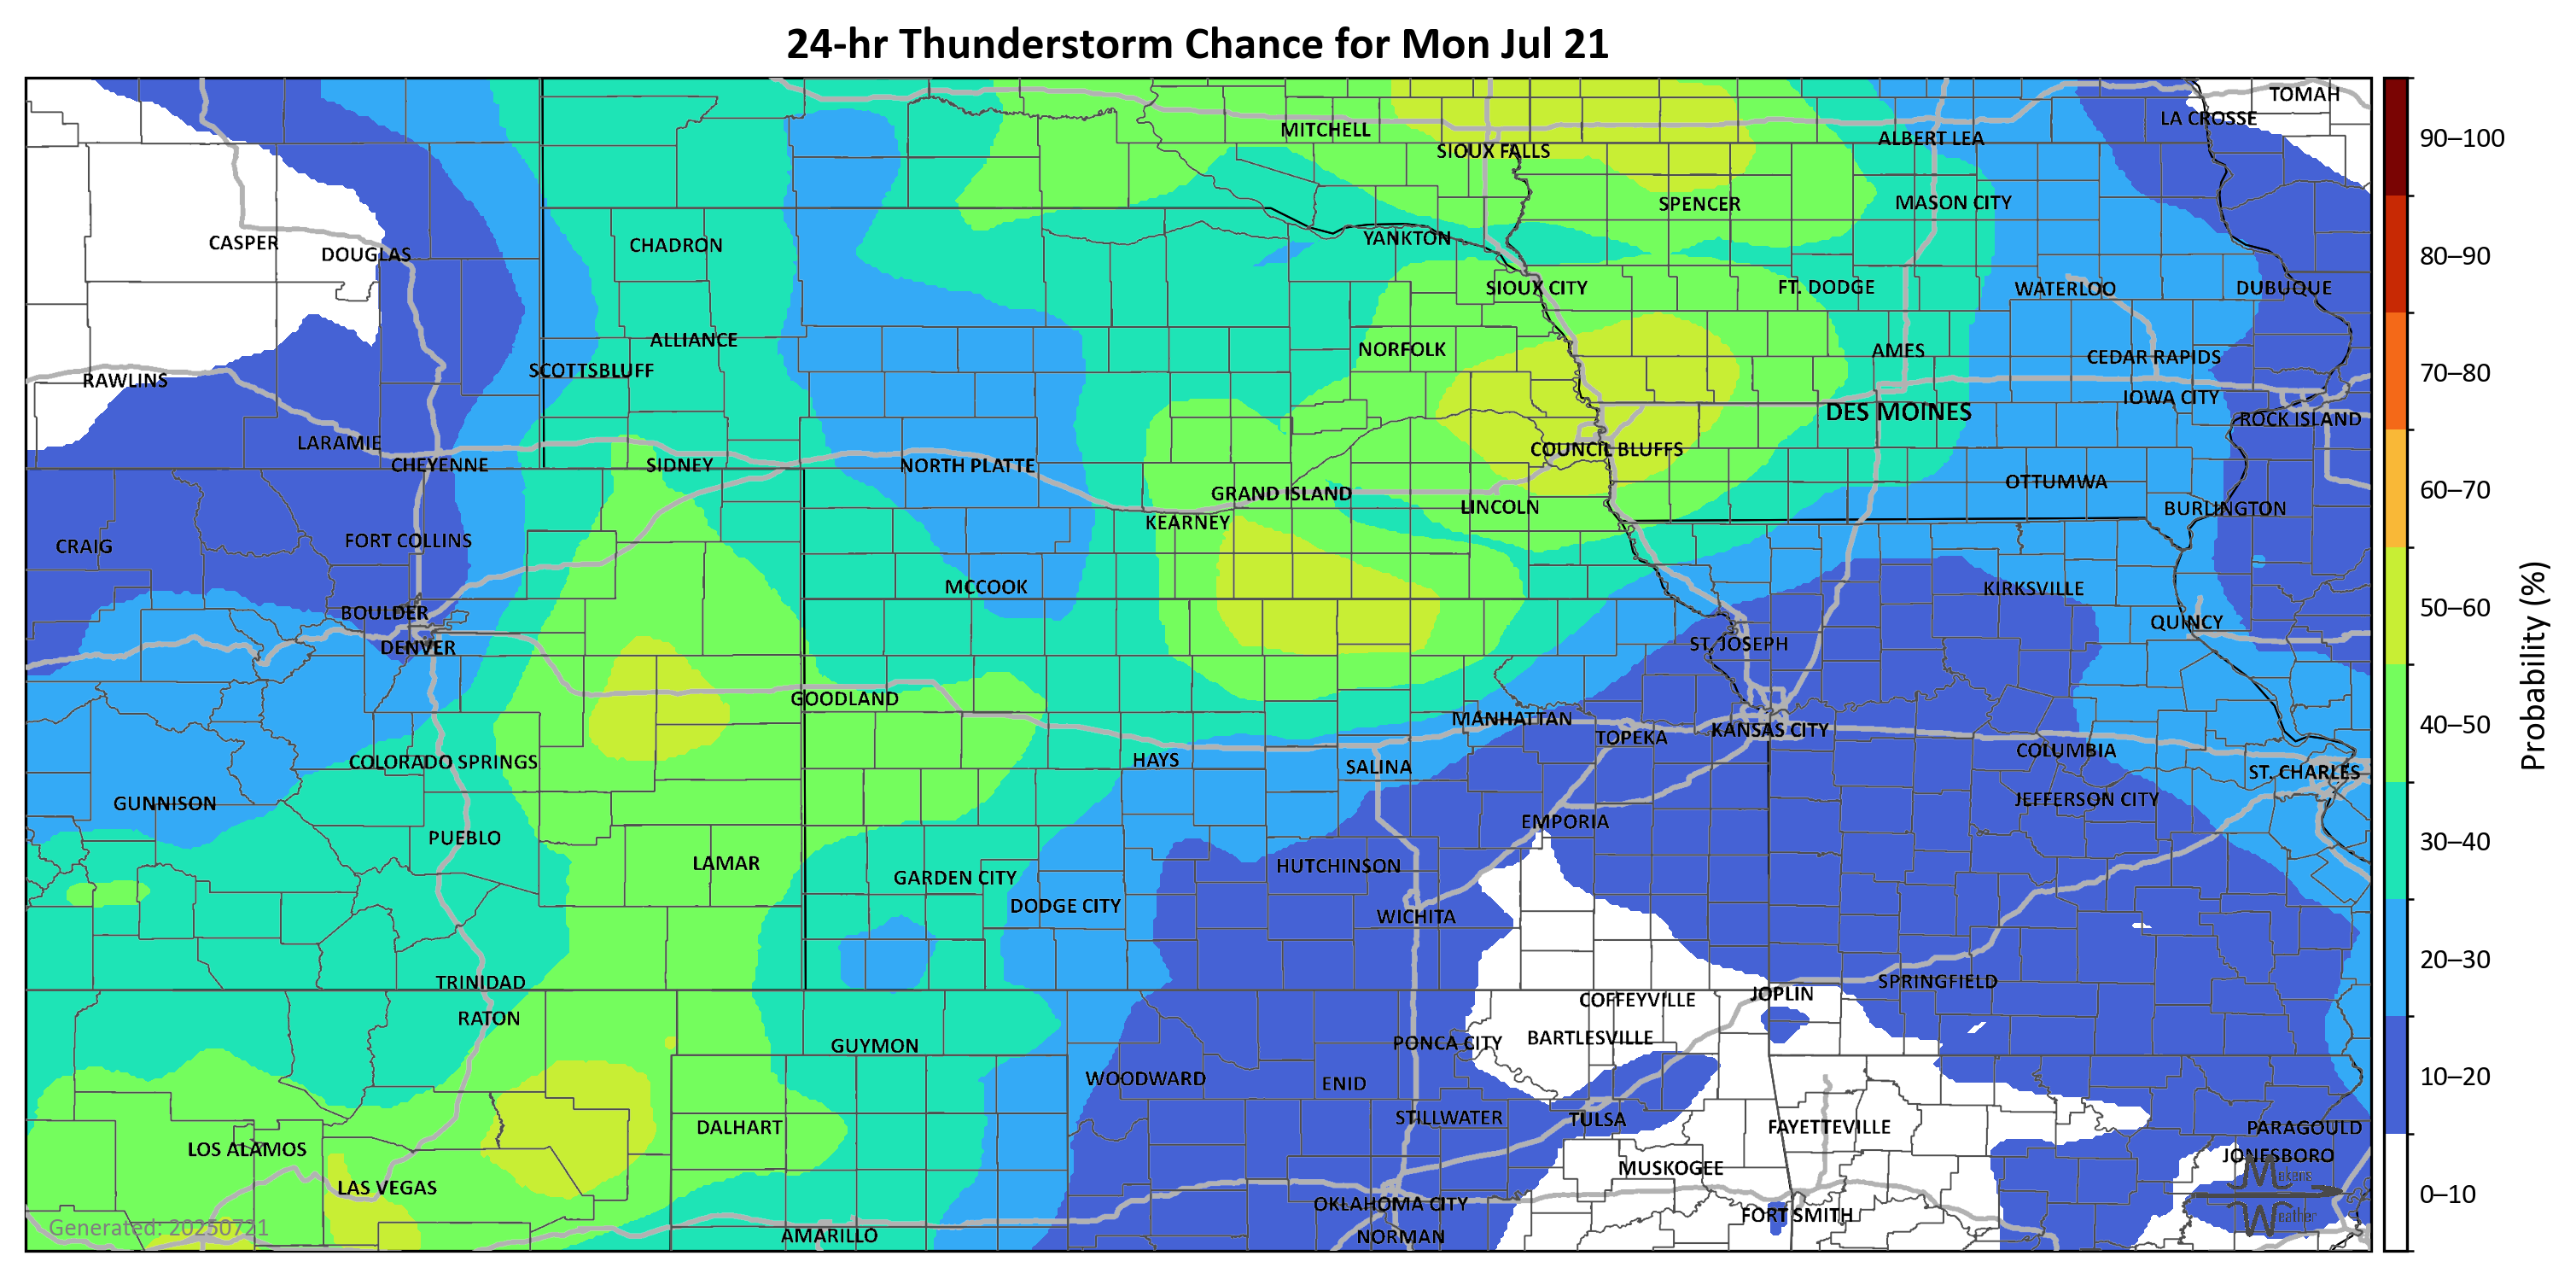 24-hr Thunderstorm Chance for Mon Jul 21
TOMAH
LA CROSSE
MITCHELL
ALBERT LEA
90–100
SIOUX FALLS
SPENCER
MASON CITY
CASPER
DOUGLAS
CHADRON
YANKTON
80–90
SIOUX CITY
FT. DODGE
WATERLOO
DUBUQUE
ALLIANCE
NORFOLK
AMES
CEDAR RAPIDS
RAWLINS
SCOTTSBLUFF
70–80
IOWA CITY
DES MOINES
ROCK ISLAND
LARAMIE
COUNCIL BLUFFS
CHEYENNE
SIDNEY
NORTH PLATTE
GRAND ISLAND
OTTUMWA
60–70
LINCOLN
BURLINGTON
KEARNEY
CRAIG
FORT COLLINS
MCCOOK
KIRKSVILLE
50–60
BOULDER
QUINCY
DENVER
ST. JOSEPH
Probability (%)
GOODLAND
MANHATTAN
TOPEKA
KANSAS CITY
40–50
COLUMBIA
COLORADO SPRINGS
HAYS
SALINA
ST. CHARLES
GUNNISON
JEFFERSON CITY
EMPORIA
PUEBLO
30–40
LAMAR
HUTCHINSON
GARDEN CITY
DODGE CITY
WICHITA
20–30
TRINIDAD
SPRINGFIELD
JOPLIN
COFFEYVILLE
RATON
BARTLESVILLE
GUYMON
PONCA CITY
WOODWARD
ENID
10–20
STILLWATER
TULSA
DALHART
FAYETTEVILLE
PARAGOULD
LOS ALAMOS
JONESBORO
MUSKOGEE
Makens
LAS VEGAS
0–10
OKLAHOMA CITY
FORT SMITH
Weather
Generated: 20250721
AMARILLO
NORMAN